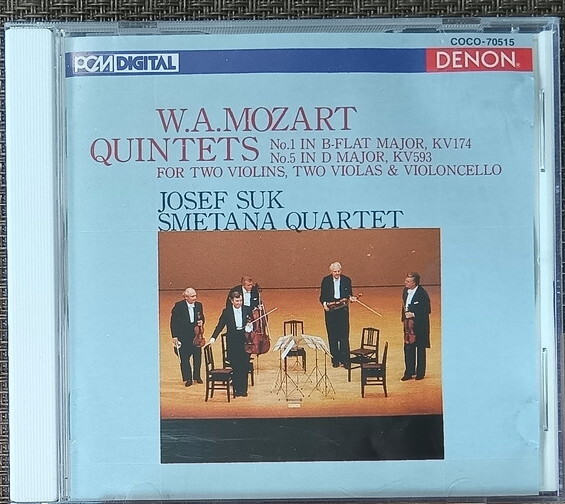 COCO-70515
PCM DIGITAL
DENON®
W.A.MOZART
QUINTETS No.1 IN B-FLAT MAJOR, KV174
No.5 IN D MAJOR, KV593
FOR TWO VIOLINS, TWO VIOLAS & VIOLONCELLO
JOSEF SUK
SMETANA QUARTET